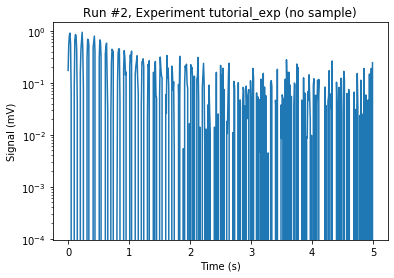 Run #2, Experiment tutorial_exp (no sample)
Signal (mV)
10⁰
10⁻¹
10⁻²
10⁻³
10⁻⁴
0 1 2 3 4 5
Time (s)